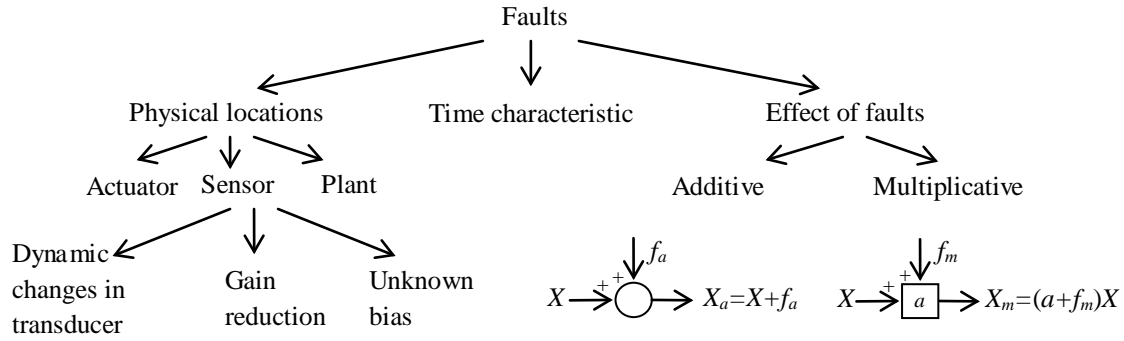 Faults
Physical locations
Time characteristic
Effect of faults
Actuator
Sensor
Plant
Additive
Multiplicative
Dynamic
changes in
transducer
Gain
reduction
Unknown
bias
fₐ
+
+
X
Xₐ=X+fₐ
fₘ
+
+
X
a
Xₘ=(a+fₘ)X